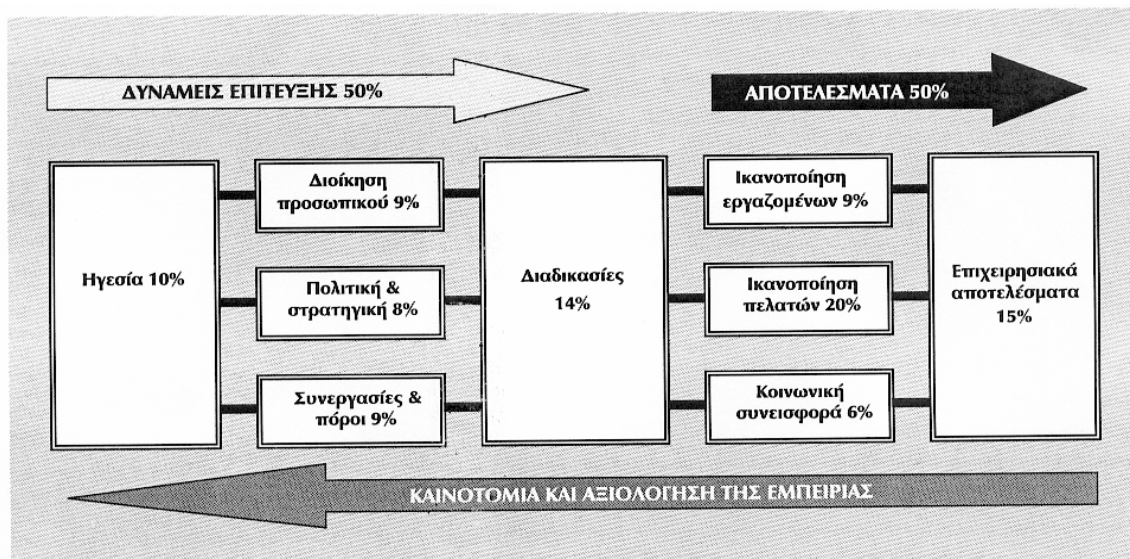 ΔΥΝΑΜΕΙΣ ΕΠΙΤΕΥΞΗΣ 50%
ΑΠΟΤΕΛΕΣΜΑΤΑ 50%
Ηγεσία 10%
Διοίκηση
προσωπικού 9%
Πολιτική &
στρατηγική 8%
Συνεργασίες &
πόροι 9%
Διαδικασίες
14%
Ικανοποίηση
εργαζομένων 9%
Ικανοποίηση
πελατών 20%
Κοινωνική
συνεισφορά 6%
Επιχειρησιακά
αποτελέσματα
15%
ΚΑΙΝΟΤΟΜΙΑ ΚΑΙ ΑΞΙΟΛΟΓΗΣΗ ΤΗΣ ΕΜΠΕΙΡΙΑΣ